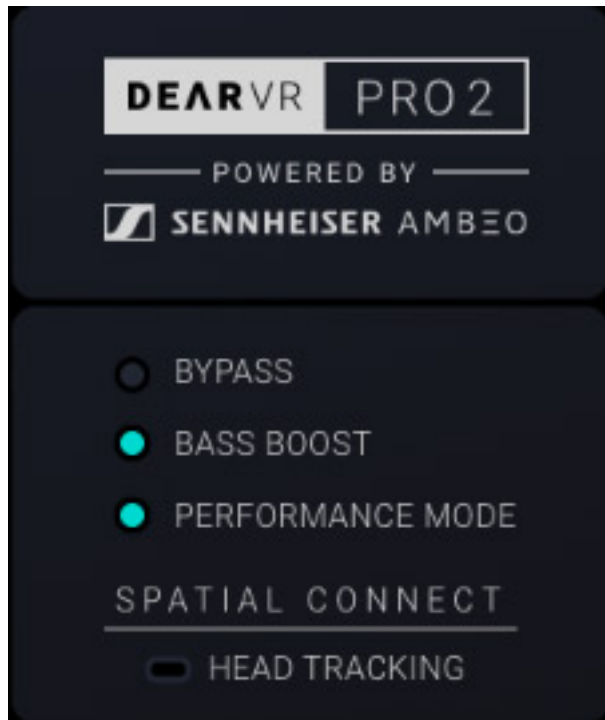 DEARVR PRO 2
POWERED BY
SENNHEISER AMBEO
BYPASS
BASS BOOST
PERFORMANCE MODE
SPATIAL CONNECT
HEAD TRACKING